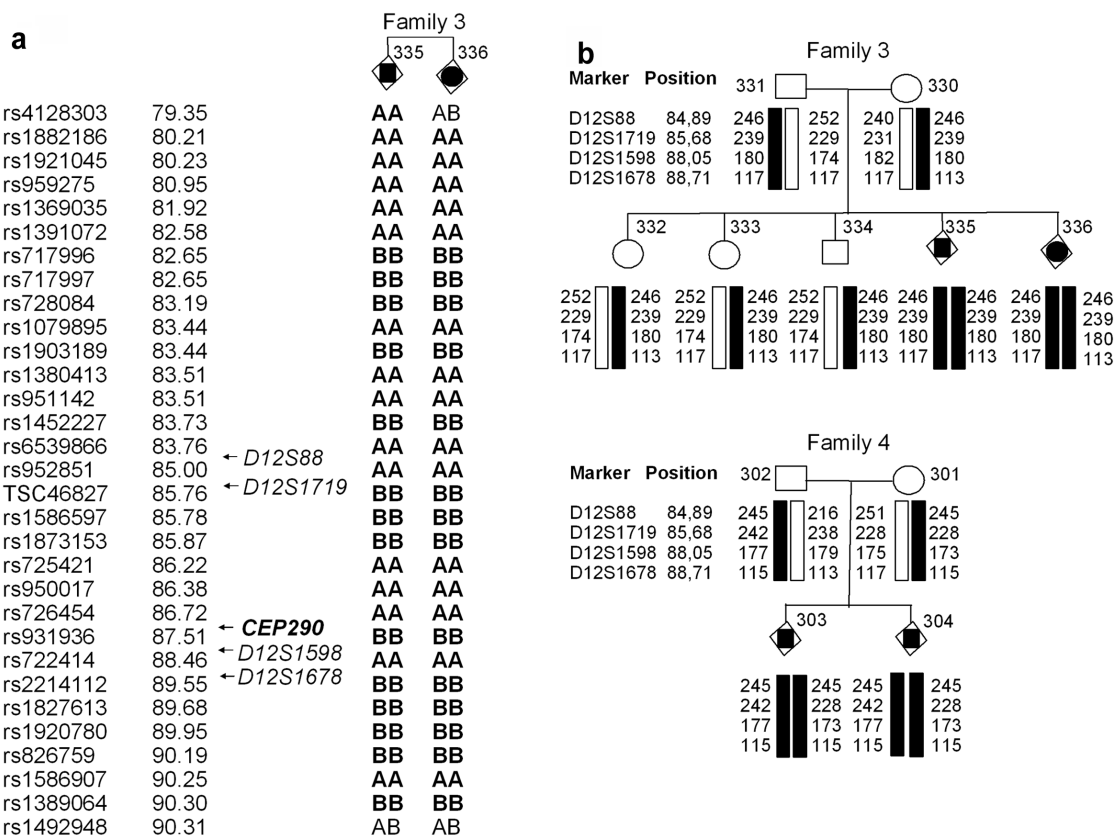 a
Family 3
335 336
rs4128303 79.35 AA AB
rs1882186 80.21 AA AA
rs1921045 80.23 AA AA
rs959275 80.95 AA AA
rs1369035 81.92 AA AA
rs1391072 82.58 AA AA
rs717996 82.65 BB BB
rs717997 82.65 BB BB
rs728084 83.19 BB BB
rs1079895 83.44 AA AA
rs1903189 83.44 BB BB
rs1380413 83.51 AA AA
rs951142 83.51 AA AA
rs1452227 83.73 BB BB
rs6539866 83.76 AA AA
← D12S88
rs952851 85.00 AA AA
TSC46827 85.76 ← D12S1719 BB BB
rs1586597 85.78 BB BB
rs1873153 85.87 BB BB
rs725421 86.22 AA AA
rs950017 86.38 AA AA
rs726454 86.72 AA AA
← CEP290
rs931936 87.51 BB BB
← D12S1598
rs722414 88.46 AA AA
← D12S1678
rs2214112 89.55 BB BB
rs1827613 89.68 BB BB
rs1920780 89.95 BB BB
rs826759 90.19 BB BB
rs1586907 90.25 AA AA
rs1389064 90.30 BB BB
rs1492948 90.31 AB AB
b
Family 3
Marker Position 331 330
D12S88 84,89 246 252 240 246
D12S1719 85,68 239 229 231 239
D12S1598 88,05 180 174 182 180
D12S1678 88,71 117 117 117 113
332 333 334 335 336
252 246 252 246 252 246 246 246 246 246
229 239 229 239 229 239 239 239 239 239
174 180 174 180 174 180 180 180 180 180
117 113 117 113 117 113 117 113 117 113
Family 4
Marker Position 302 301
D12S88 84,89 245 216 251 245
D12S1719 85,68 242 238 228 228
D12S1598 88,05 177 179 175 173
D12S1678 88,71 115 113 117 115
303 304
245 245 245 245
242 228 242 228
177 173 177 173
115 115 115 115